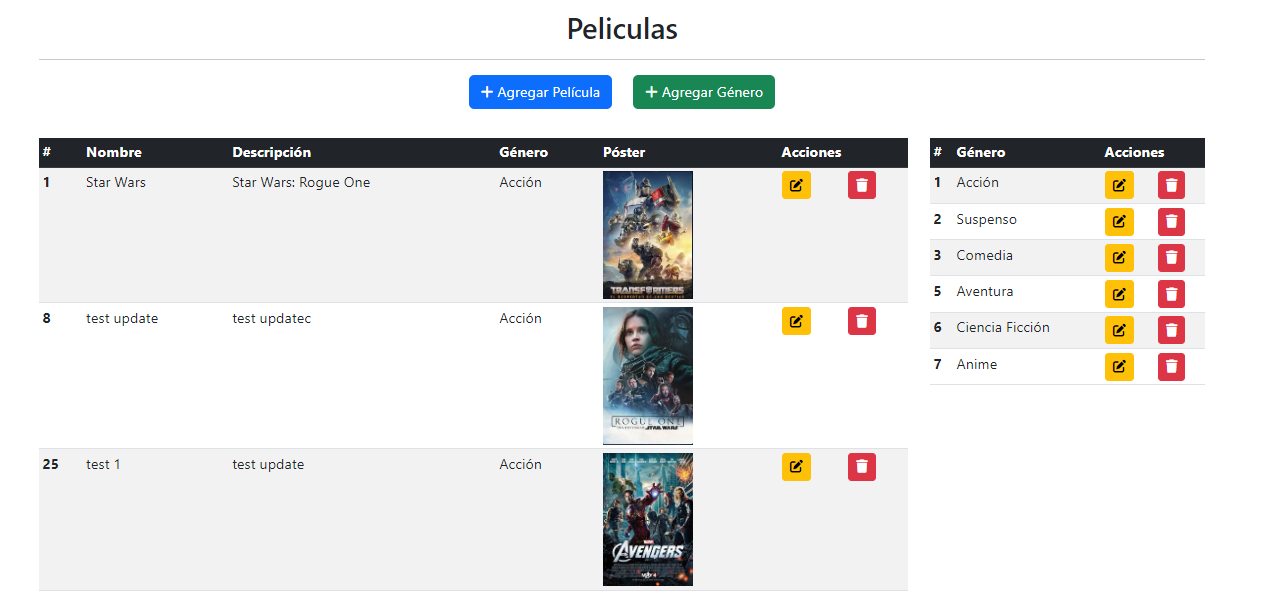 Peliculas
Agregar Película
Agregar Género
# Nombre Descripción Género Póster Acciones
1 Star Wars Star Wars: Rogue One Acción
TRANSFORMERS
8 test update test updatec Acción
ROGUE ONE
STAR WARS
25 test 1 test update Acción
MARVEL
AVENGERS
# Género Acciones
1 Acción
2 Suspenso
3 Comedia
5 Aventura
6 Ciencia Ficción
7 Anime